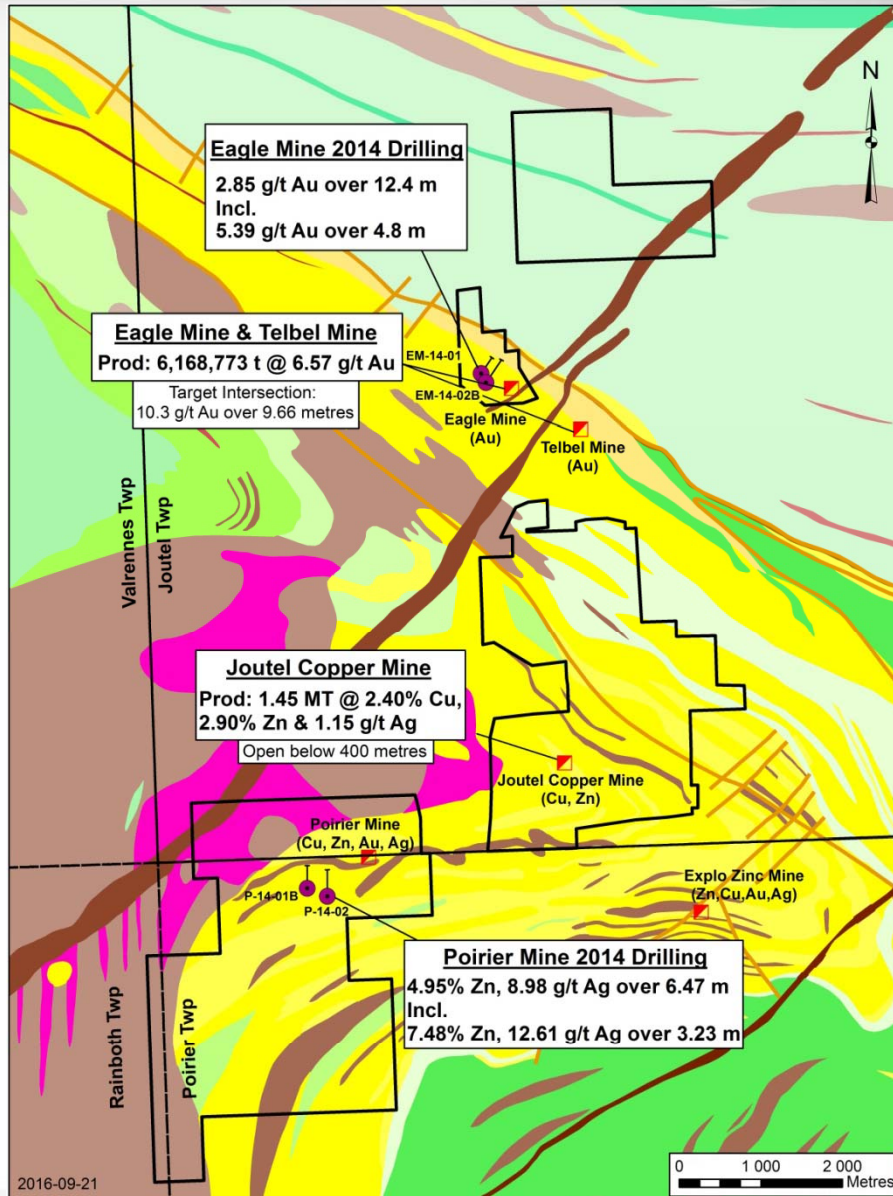 N
Eagle Mine 2014 Drilling
2.85 g/t Au over 12.4 m
Incl.
5.39 g/t Au over 4.8 m
Eagle Mine & Telbel Mine
Prod: 6,168,773 t @ 6.57 g/t Au
Target Intersection:
10.3 g/t Au over 9.66 metres
EM-14-01
EM-14-02B
Eagle Mine
(Au)
Telbel Mine
(Au)
Valrennes Twp
Joutel Twp
Joutel Copper Mine
Prod: 1.45 MT @ 2.40% Cu,
2.90% Zn & 1.15 g/t Ag
Open below 400 metres
Joutel Copper Mine
(Cu, Zn)
Poirier Mine
(Cu, Zn, Au, Ag)
P-14-01B
P-14-02
Explo Zinc Mine
(Zn,Cu,Au,Ag)
Poirier Mine 2014 Drilling
4.95% Zn, 8.98 g/t Ag over 6.47 m
Incl.
7.48% Zn, 12.61 g/t Ag over 3.23 m
Rainboth Twp
Poirier Twp
2016-09-21
0 1 000 2 000
Metres